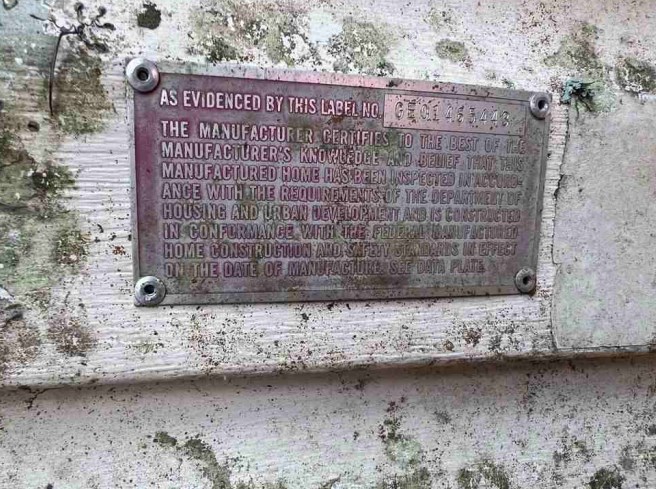 AS EVIDENCED BY THIS LABEL NO.
THE MANUFACTURER CERTIFIES TO THE BEST OF THE
MANUFACTURER'S KNOWLEDGE AND BELIEF THAT THIS
MANUFACTURED HOME HAS BEEN INSPECTED IN ACCORD-
ANCE WITH THE REQUIREMENTS OF THE DEPARTMENT OF
HOUSING AND URBAN DEVELOPMENT AND IS CONSTRUCTED
IN CONFORMANCE WITH THE FEDERAL MANUFACTURED
HOME CONSTRUCTION AND SAFETY STANDARDS IN EFFECT
ON THE DATE OF MANUFACTURE. SEE DATA PLATE.